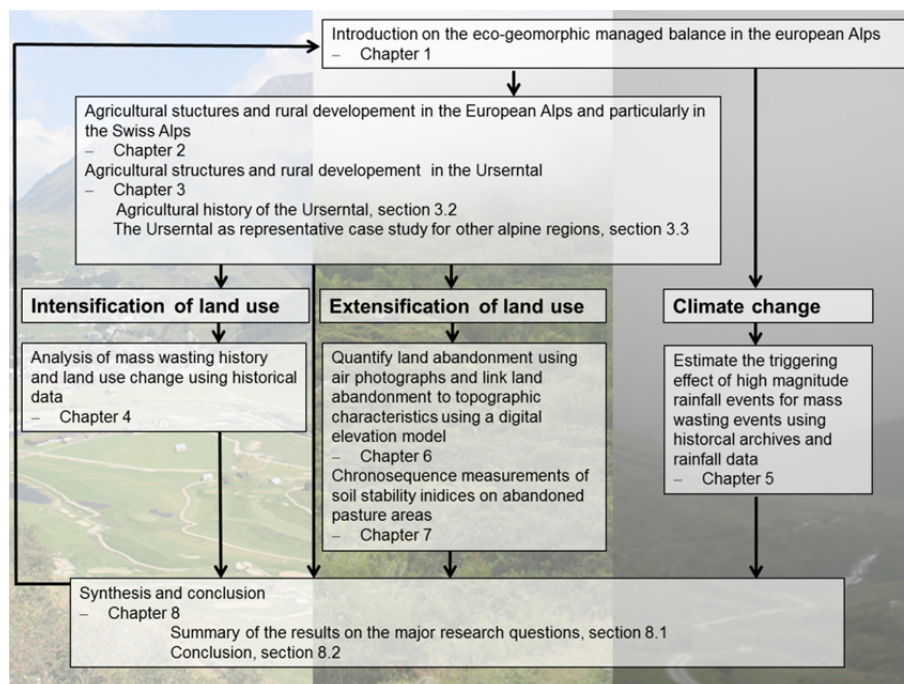 Introduction on the eco-geomorphic managed balance in the european Alps
– Chapter 1
Agricultural stuctures and rural developement in the European Alps and particularly in
the Swiss Alps
– Chapter 2
Agricultural structures and rural developement in the Urserntal
– Chapter 3
Agricultural history of the Urserntal, section 3.2
The Urserntal as representative case study for other alpine regions, section 3.3
Intensification of land use
Analysis of mass wasting history
and land use change using historical
data
– Chapter 4
Extensification of land use
Quantify land abandonment using
air photographs and link land
abandonment to topographic
characteristics using a digital
elevation model
– Chapter 6
Chronosequence measurements of
soil stability inidices on abandoned
pasture areas
– Chapter 7
Climate change
Estimate the triggering
effect of high magnitude
rainfall events for mass
wasting events using
historcal archives and
rainfall data
– Chapter 5
Synthesis and conclusion
– Chapter 8
Summary of the results on the major research questions, section 8.1
Conclusion, section 8.2